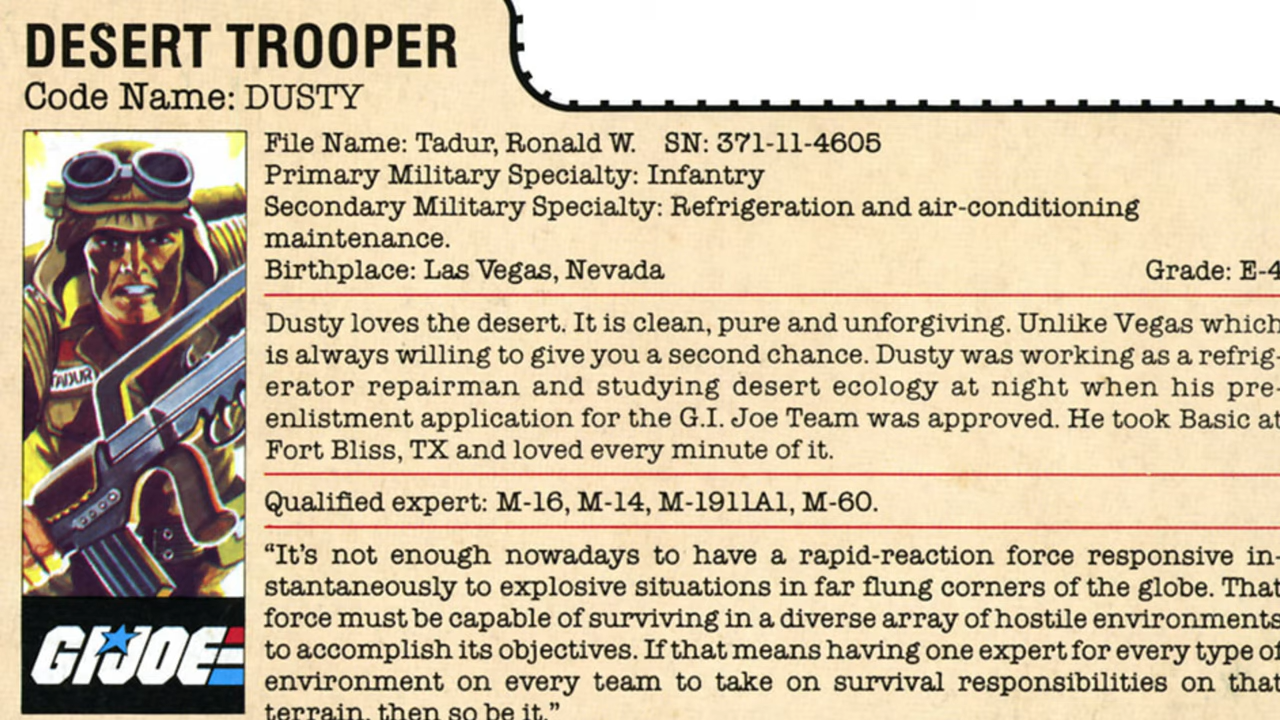 DESERT TROOPER
Code Name: DUSTY
File Name: Tadur, Ronald W. SN: 371-11-4605
Primary Military Specialty: Infantry
Secondary Military Specialty: Refrigeration and air-conditioning
maintenance.
Birthplace: Las Vegas, Nevada Grade: E-4
Dusty loves the desert. It is clean, pure and unforgiving. Unlike Vegas which
is always willing to give you a second chance. Dusty was working as a refrig-
erator repairman and studying desert ecology at night when his pre-
enlistment application for the G.I. Joe Team was approved. He took Basic at
Fort Bliss, TX and loved every minute of it.
Qualified expert: M-16, M-14, M-1911A1, M-60.
“It's not enough nowadays to have a rapid-reaction force responsive in-
stantaneously to explosive situations in far flung corners of the globe. That
force must be capable of surviving in a diverse array of hostile environments
to accomplish its objectives. If that means having one expert for every type of
environment on every team to take on survival responsibilities on that
terrain, then so be it.”
TADUR
GI JOE